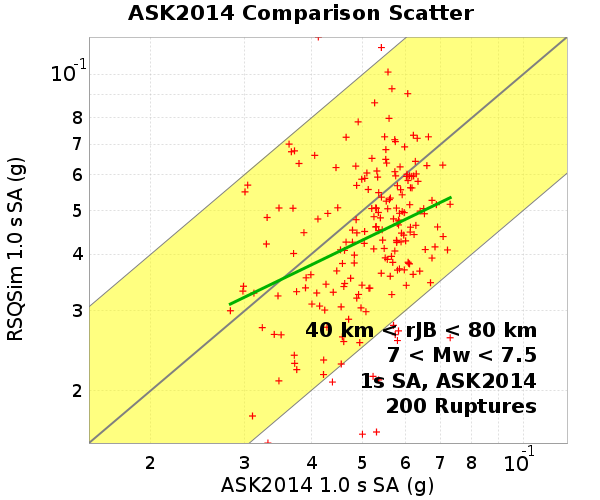 ASK2014 Comparison Scatter
RSQSim 1.0 s SA (g)
10⁻¹
8
7
6
5
4
3
2
40 km < rJB < 80 km
7 < Mw < 7.5
1s SA, ASK2014
200 Ruptures
2 3 4 5 6 7 8 10⁻¹
ASK2014 1.0 s SA (g)